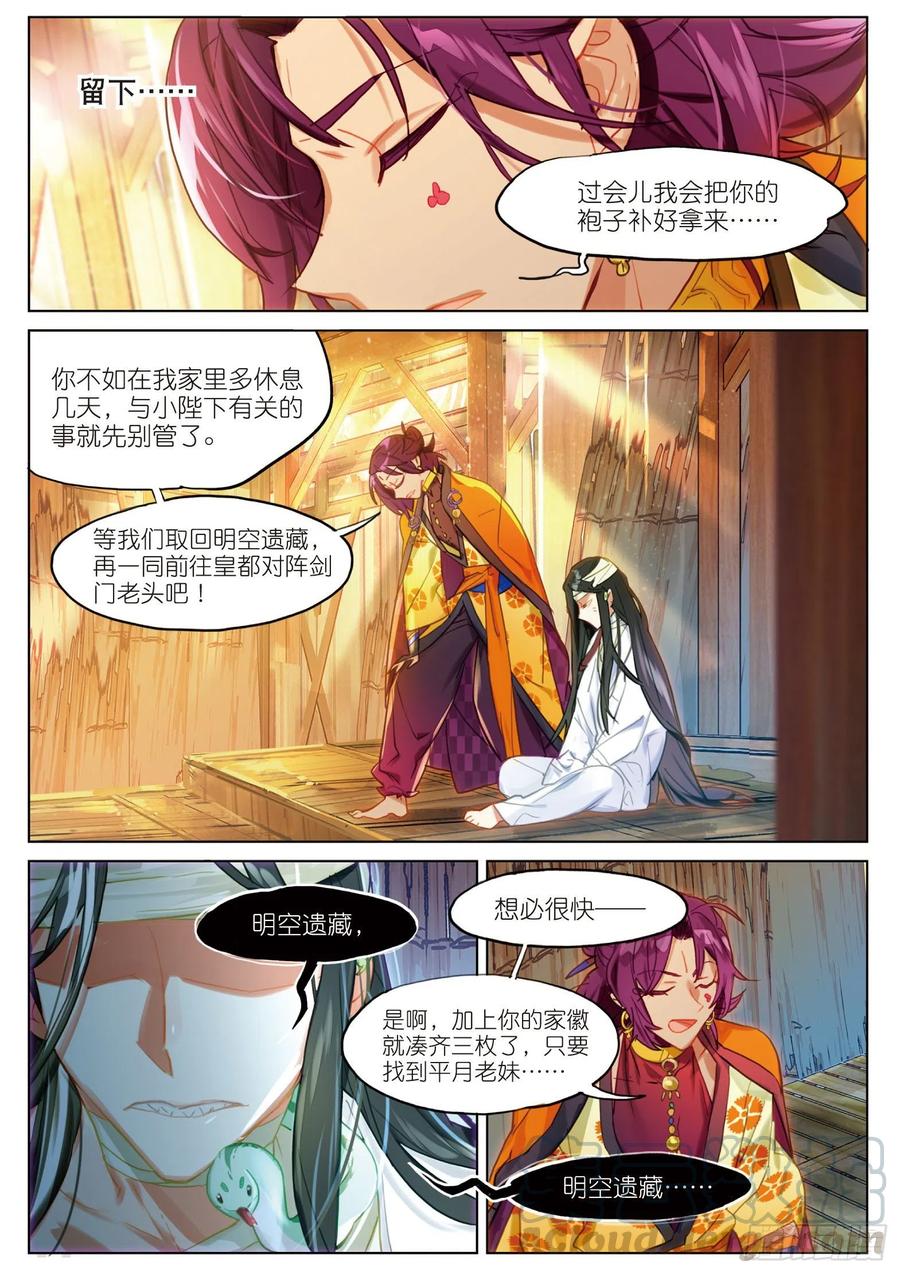 留下……
过会儿我会把你的
袍子补好拿来……
你不如在我家里多休息
几天，与小陛下有关的
事就先别管了。
等我们取回明空遗藏，
再一同前往皇都对阵剑
门老头吧！
明空遗藏，
想必很快——
是啊，加上你的家徽
就凑齐三枚了，只要
找到平月老妹……
明空遗藏……